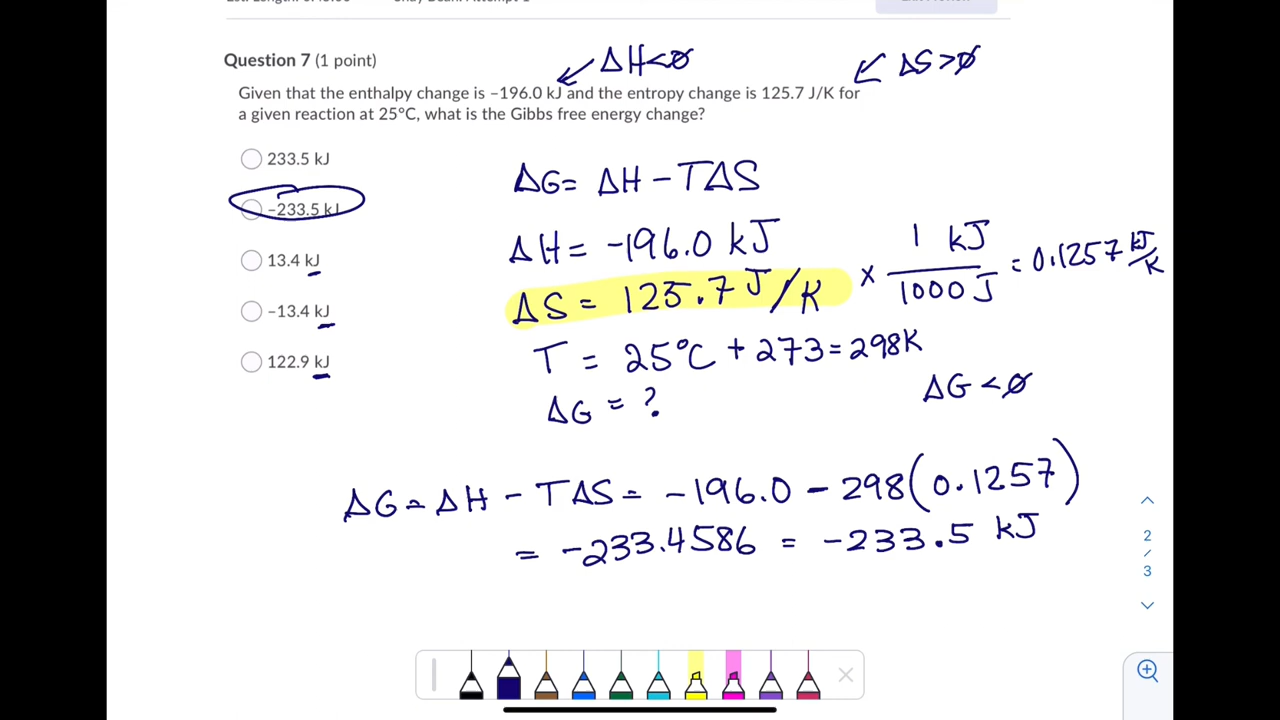 Question 7 (1 point)
ΔH<0
ΔS>0
Given that the enthalpy change is −196.0 kJ and the entropy change is 125.7 J/K for
a given reaction at 25°C, what is the Gibbs free energy change?
233.5 kJ
−233.5 kJ
13.4 kJ
−13.4 kJ
122.9 kJ
ΔG= ΔH −TΔS
ΔH = −196.0 kJ
ΔS = 125.7 J/K × 1 kJ / 1000 J = 0.1257 kJ/K
T = 25°C + 273 = 298K
ΔG = ?
ΔG <0
ΔG = ΔH − TΔS = −196.0 − 298(0.1257)
= −233.4586 = −233.5 kJ
2
/
3